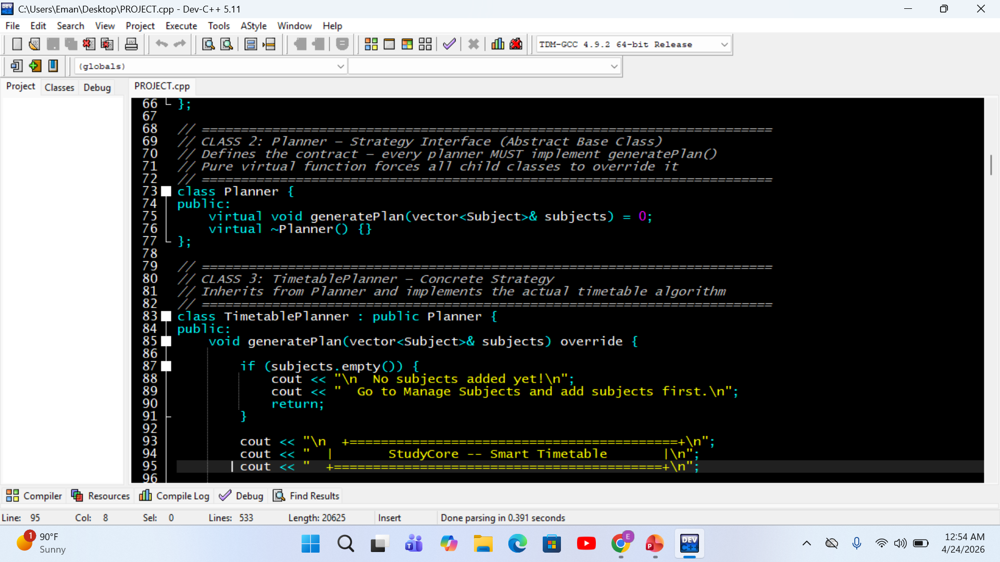 C:\Users\Eman\Desktop\PROJECT.cpp - Dev-C++ 5.11
File Edit Search View Project Execute Tools AStyle Window Help
TDM-GCC 4.9.2 64-bit Release
(globals)
Project Classes Debug PROJECT.cpp
66 };
67
68 // =========================================================================
69 // CLASS 2: Planner — Strategy Interface (Abstract Base Class)
70 // Defines the contract — every planner MUST implement generatePlan()
71 // Pure virtual function forces all child classes to override it
72 // =========================================================================
73 class Planner {
74 public:
75     virtual void generatePlan(vector<Subject>& subjects) = 0;
76     virtual ~Planner() {}
77 };
78
79 // =========================================================================
80 // CLASS 3: TimetablePlanner — Concrete Strategy
81 // Inherits from Planner and implements the actual timetable algorithm
82 // =========================================================================
83 class TimetablePlanner : public Planner {
84 public:
85     void generatePlan(vector<Subject>& subjects) override {
86
87         if (subjects.empty()) {
88             cout << "\n  No subjects added yet!\n";
89             cout << "  Go to Manage Subjects and add subjects first.\n";
90             return;
91         }
92
93         cout << "\n  +==========================================+\n";
94         cout << "  |       StudyCore -- Smart Timetable       |\n";
95         cout << "  +==========================================+\n";
96
Compiler Resources Compile Log Debug Find Results
Line: 95 Col: 8 Sel: 0 Lines: 533 Length: 20625 Insert Done parsing in 0.391 seconds
1
90°F
Sunny
T
E
P
DEV
C++
12:54 AM
4/24/2026